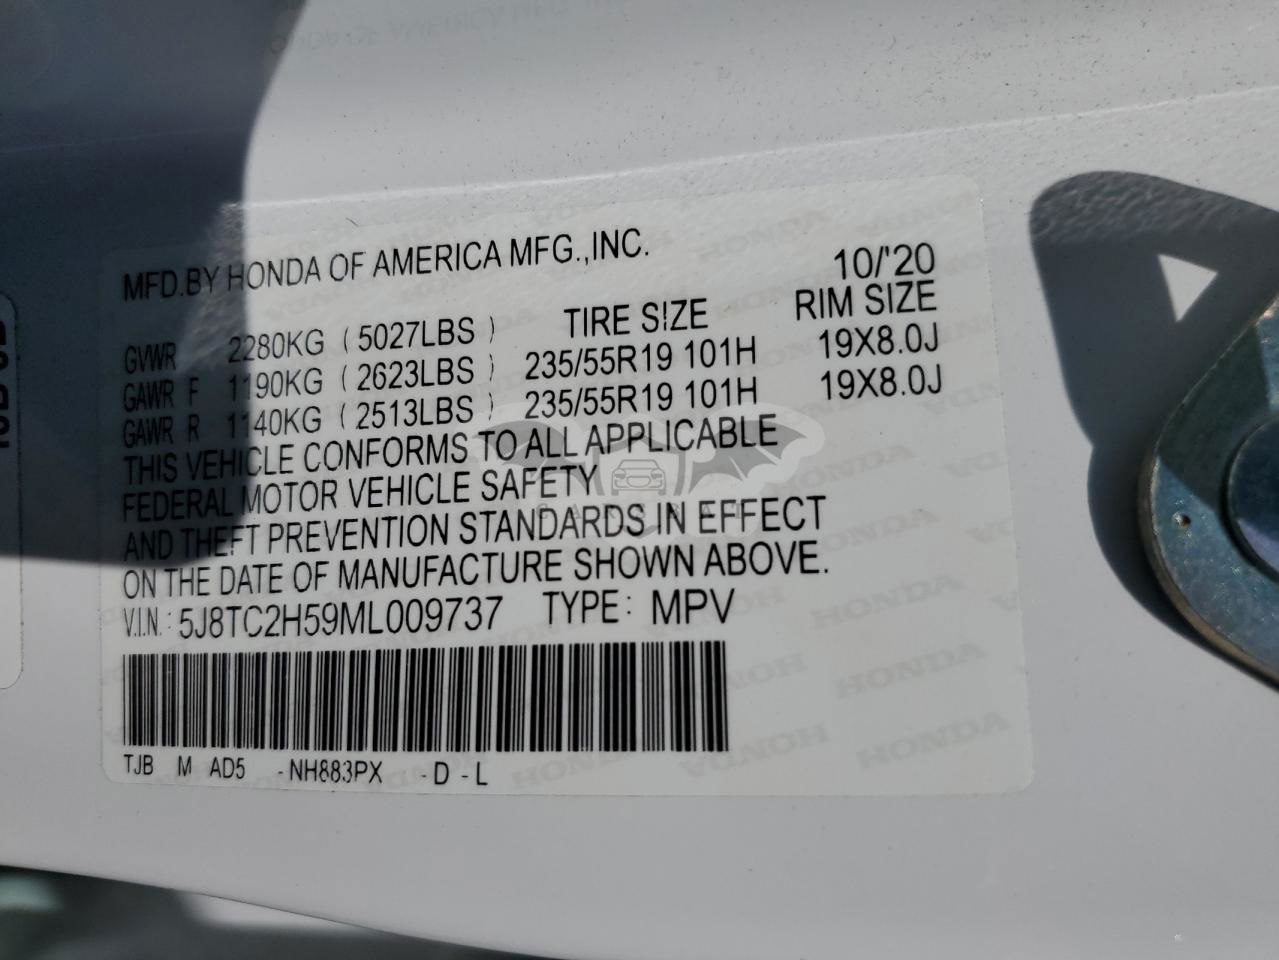 MFD.BY HONDA OF AMERICA MFG.,INC. 10/'20
GVWR 2280KG ( 5027LBS ) TIRE SIZE RIM SIZE
GAWR F 1190KG ( 2623LBS ) 235/55R19 101H 19X8.0J
GAWR R 1140KG ( 2513LBS ) 235/55R19 101H 19X8.0J
THIS VEHICLE CONFORMS TO ALL APPLICABLE
FEDERAL MOTOR VEHICLE SAFETY
AND THEFT PREVENTION STANDARDS IN EFFECT
ON THE DATE OF MANUFACTURE SHOWN ABOVE.
V.I.N.: 5J8TC2H59ML009737 TYPE: MPV
TJB M AD5 -NH883PX -D -L